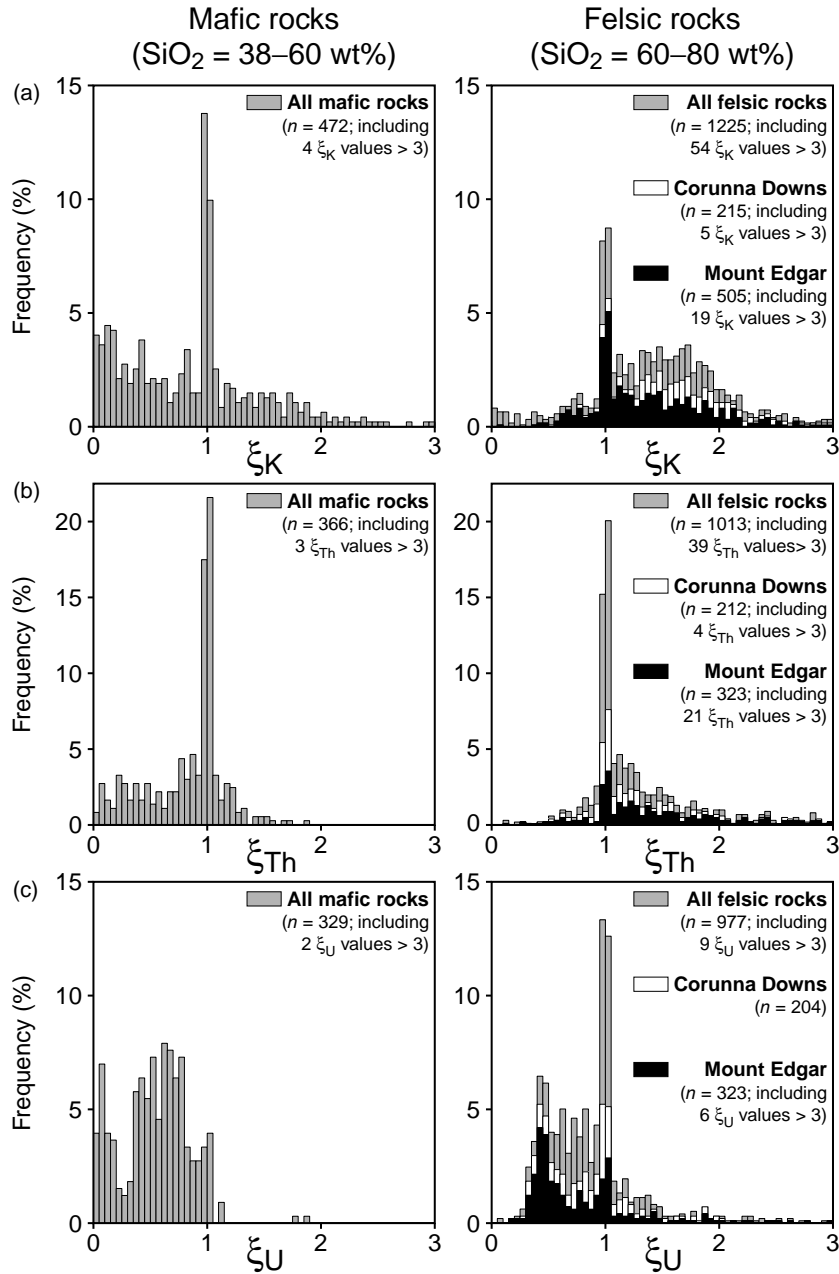 Mafic rocks
(SiO2 = 38–60 wt%)
Felsic rocks
(SiO2 = 60–80 wt%)
(a)
Frequency (%)
15
10
5
0
All mafic rocks
(n = 472; including
4 ξK values > 3)
0 1 2 3
ξK
15
10
5
0
All felsic rocks
(n = 1225; including
54 ξK values > 3)
Corunna Downs
(n = 215; including
5 ξK values > 3)
Mount Edgar
(n = 505; including
19 ξK values > 3)
0 1 2 3
ξK
(b)
Frequency (%)
20
15
10
5
0
All mafic rocks
(n = 366; including
3 ξTh values > 3)
0 1 2 3
ξTh
20
15
10
5
0
All felsic rocks
(n = 1013; including
39 ξTh values> 3)
Corunna Downs
(n = 212; including
4 ξTh values > 3)
Mount Edgar
(n = 323; including
21 ξTh values > 3)
0 1 2 3
ξTh
(c)
Frequency (%)
15
10
5
0
All mafic rocks
(n = 329; including
2 ξU values > 3)
0 1 2 3
ξU
15
10
5
0
All felsic rocks
(n = 977; including
9 ξU values > 3)
Corunna Downs
(n = 204)
Mount Edgar
(n = 323; including
6 ξU values > 3)
0 1 2 3
ξU